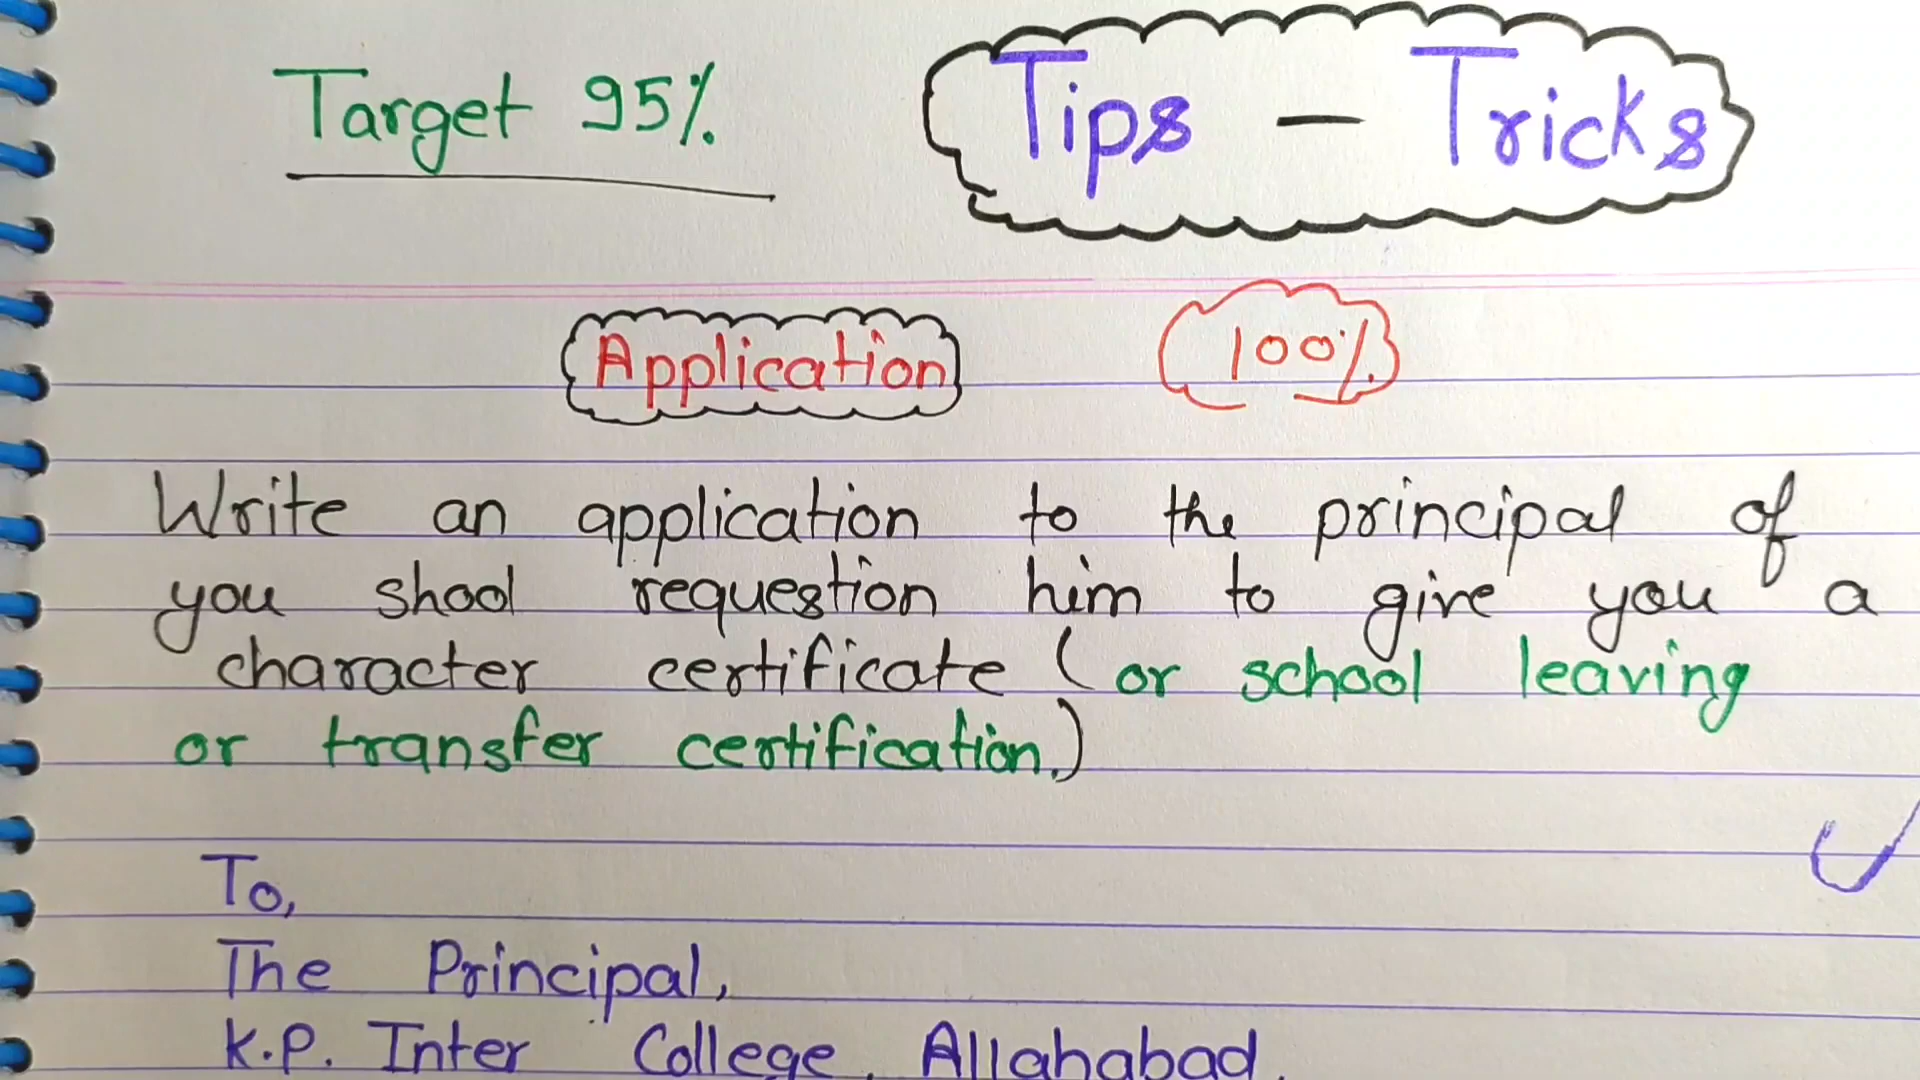 Target 95%
Tips - Tricks
Application
100%
Write an application to the principal of
you shool requestion him to give you a
character certificate (or school leaving
or transfer certification.)
To,
The Principal,
K.P. Inter College, Allahabad.